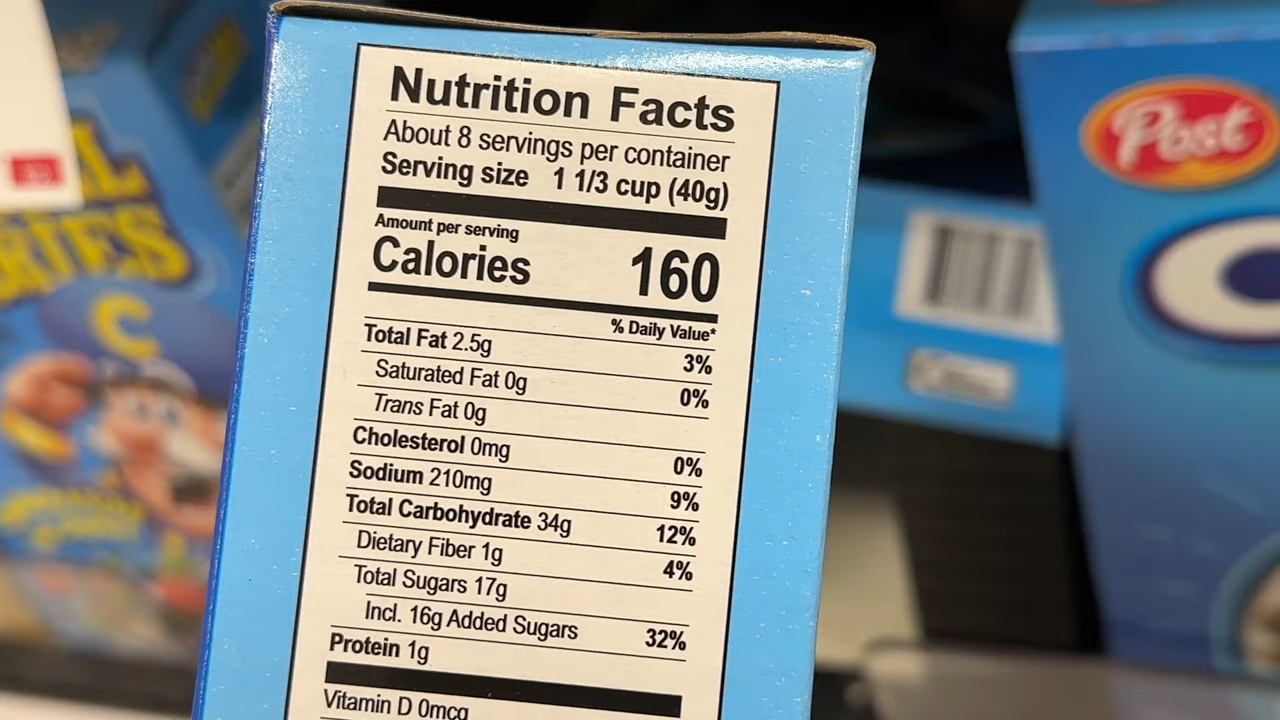 Nutrition Facts
About 8 servings per container
Serving size 1 1/3 cup (40g)
Amount per serving
Calories 160
% Daily Value*
Total Fat 2.5g 3%
Saturated Fat 0g 0%
Trans Fat 0g
Cholesterol 0mg 0%
Sodium 210mg 9%
Total Carbohydrate 34g 12%
Dietary Fiber 1g 4%
Total Sugars 17g
Incl. 16g Added Sugars 32%
Protein 1g
Vitamin D 0mcg
Post
C